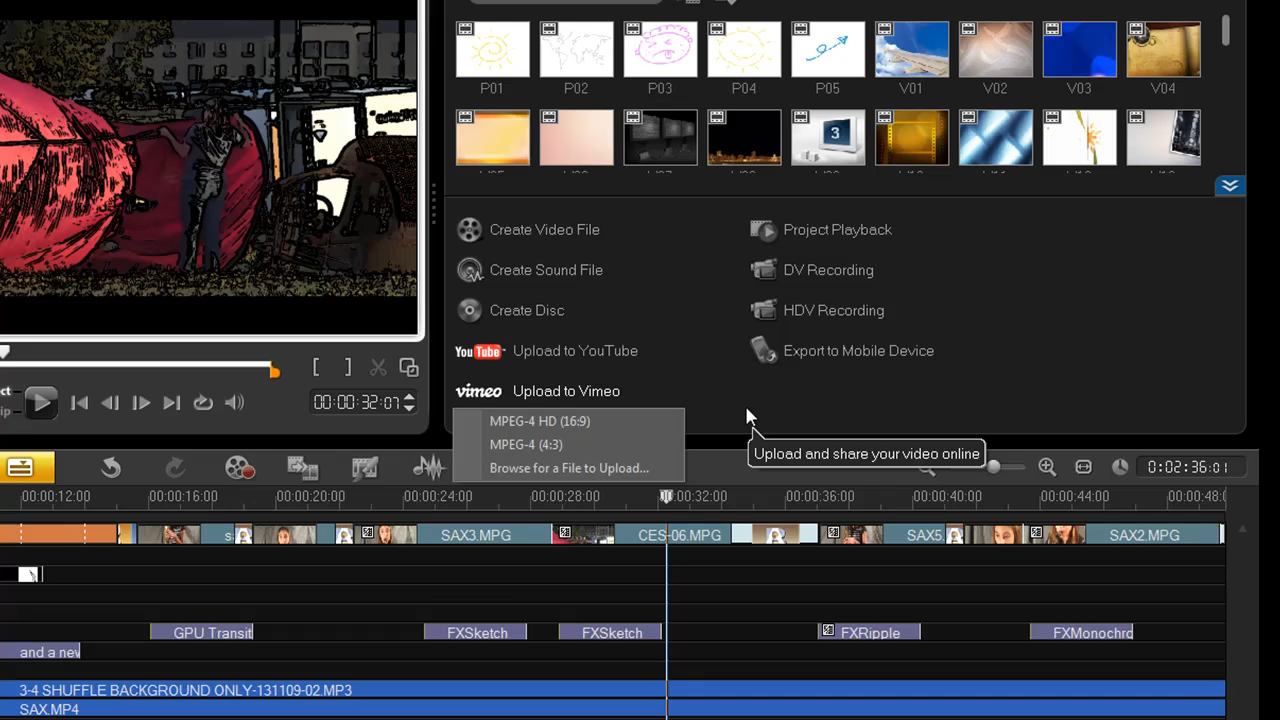 P01 P02 P03 P04 P05 V01 V02 V03 V04
3
Create Video File
Project Playback
Create Sound File
DV Recording
Create Disc
HDV Recording
YouTube Upload to YouTube
Export to Mobile Device
vimeo Upload to Vimeo
MPEG-4 HD (16:9)
MPEG-4 (4:3)
Browse for a File to Upload...
Upload and share your video online
[ ]
00:00:32:07
0:02:36:01
00:00:12:00 00:00:16:00 00:00:20:00 00:00:24:00 00:00:28:00 00:00:32:00 00:00:36:00 00:00:40:00 00:00:44:00 00:00:48:0
SAX3.MPG CES-06.MPG SAX5 SAX2.MPG
GPU Transit FXSketch FXSketch FXRipple FXMonochro
and a new
3-4 SHUFFLE BACKGROUND ONLY-131109-02.MP3
SAX.MP4